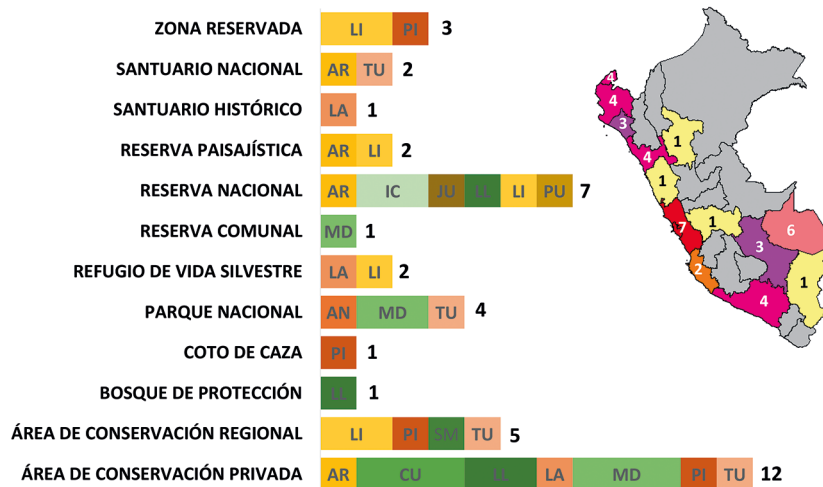 ZONA RESERVADA LI PI 3
SANTUARIO NACIONAL AR TU 2
SANTUARIO HISTÓRICO LA 1
RESERVA PAISAJÍSTICA AR LI 2
RESERVA NACIONAL AR IC JU LL LI PU 7
RESERVA COMUNAL MD 1
REFUGIO DE VIDA SILVESTRE LA LI 2
PARQUE NACIONAL AN MD TU 4
COTO DE CAZA PI 1
BOSQUE DE PROTECCIÓN LL 1
ÁREA DE CONSERVACIÓN REGIONAL LI PI SM TU 5
ÁREA DE CONSERVACIÓN PRIVADA AR CU LL LA MD PI TU 12
4
4
3
1
4
1
1
7
6
3
2
1
4